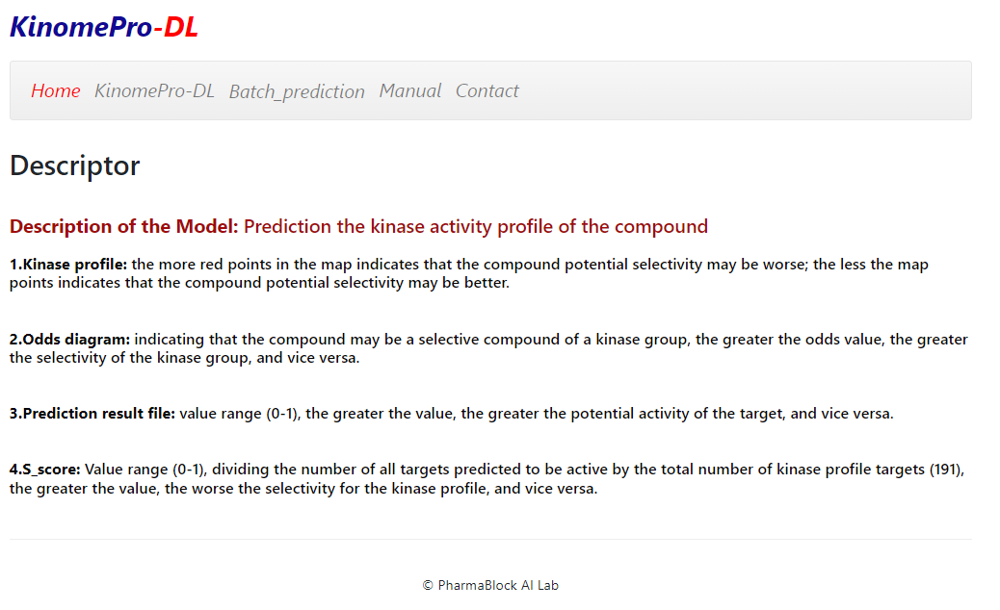 KinomePro-DL
Home KinomePro-DL Batch_prediction Manual Contact
Descriptor
Description of the Model: Prediction the kinase activity profile of the compound
1.Kinase profile: the more red points in the map indicates that the compound potential selectivity may be worse; the less the map
points indicates that the compound potential selectivity may be better.
2.Odds diagram: indicating that the compound may be a selective compound of a kinase group, the greater the odds value, the greater
the selectivity of the kinase group, and vice versa.
3.Prediction result file: value range (0-1), the greater the value, the greater the potential activity of the target, and vice versa.
4.S_score: Value range (0-1), dividing the number of all targets predicted to be active by the total number of kinase profile targets (191),
the greater the value, the worse the selectivity for the kinase profile, and vice versa.
© PharmaBlock AI Lab